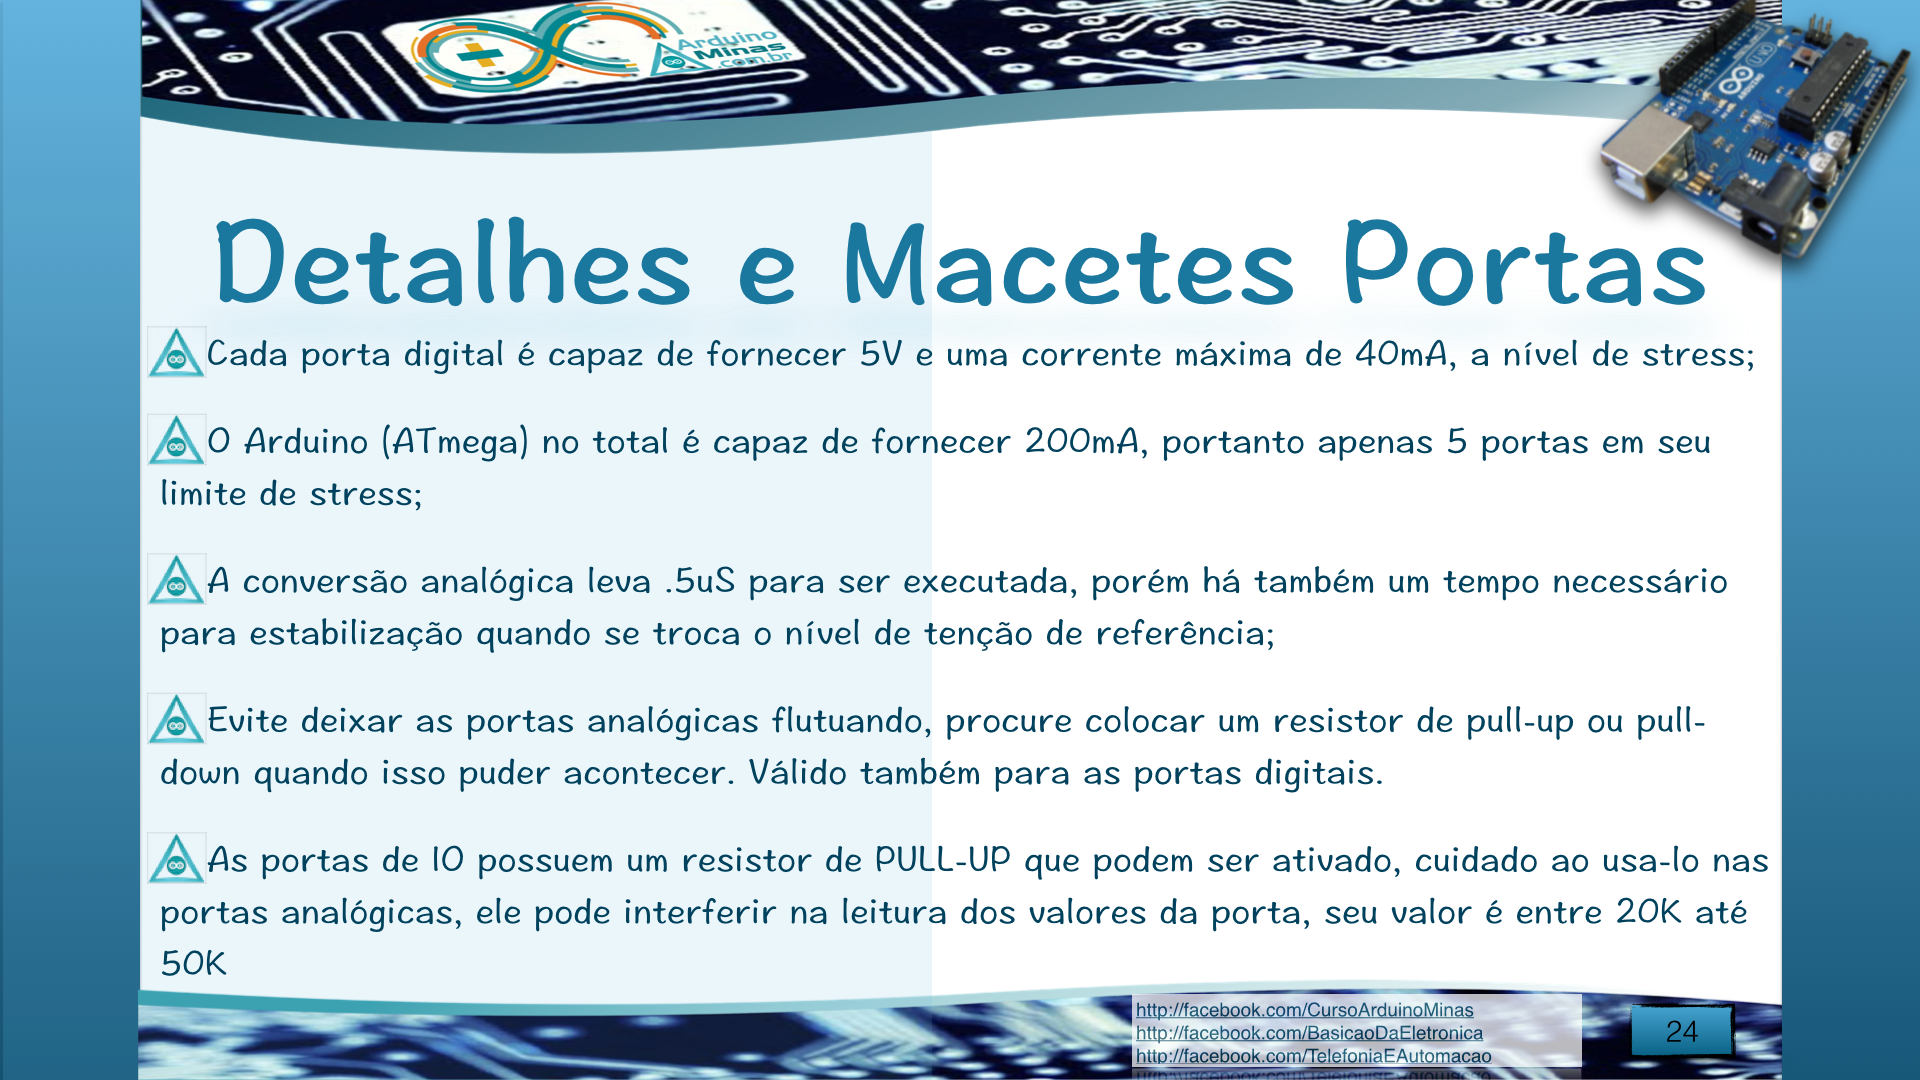 Arduino
Minas
.com.br
UNO
ARDUINO
Detalhes e Macetes Portas
Cada porta digital é capaz de fornecer 5V e uma corrente máxima de 40mA, a nível de stress;
O Arduino (ATmega) no total é capaz de fornecer 200mA, portanto apenas 5 portas em seu
limite de stress;
A conversão analógica leva .5uS para ser executada, porém há também um tempo necessário
para estabilização quando se troca o nível de tenção de referência;
Evite deixar as portas analógicas flutuando, procure colocar um resistor de pull-up ou pull-
down quando isso puder acontecer. Válido também para as portas digitais.
As portas de IO possuem um resistor de PULL-UP que podem ser ativado, cuidado ao usa-lo nas
portas analógicas, ele pode interferir na leitura dos valores da porta, seu valor é entre 20K até
50K
http://facebook.com/CursoArduinoMinas
http://facebook.com/BasicaoDaEletronica
http://facebook.com/TelefoniaEAutomacao
24